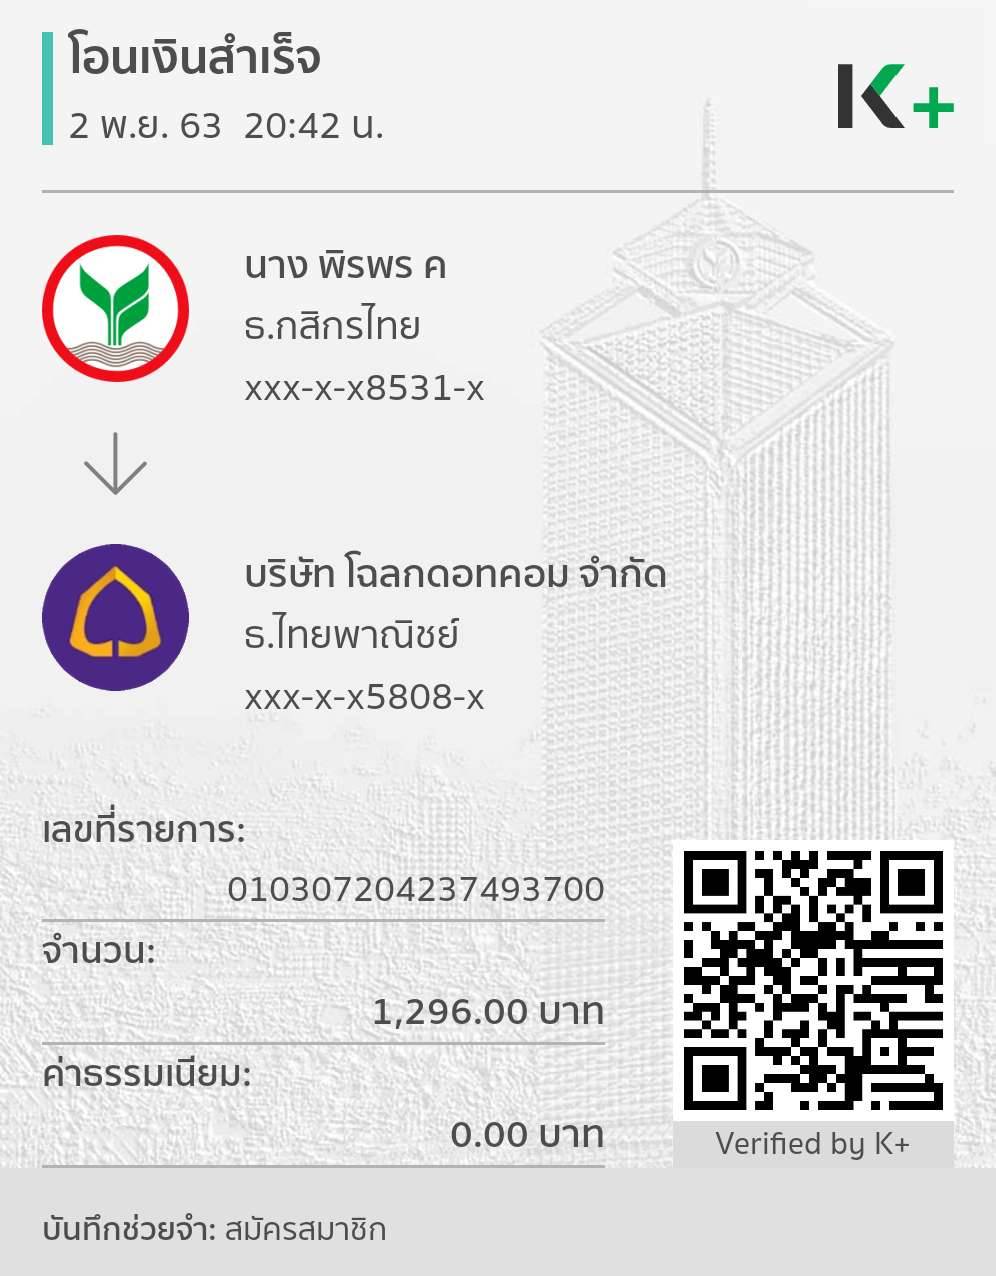 โอนเงินสำเร็จ
2 พ.ย. 63 20:42 น.
K+
นาง พิรพร ค
ธ.กสิกรไทย
xxx-x-x8531-x
บริษัท โฉลกดอทคอม จำกัด
ธ.ไทยพาณิชย์
xxx-x-x5808-x
เลขที่รายการ:
010307204237493700
จำนวน:
1,296.00 บาท
ค่าธรรมเนียม:
0.00 บาท
Verified by K+
บันทึกช่วยจำ: สมัครสมาชิก